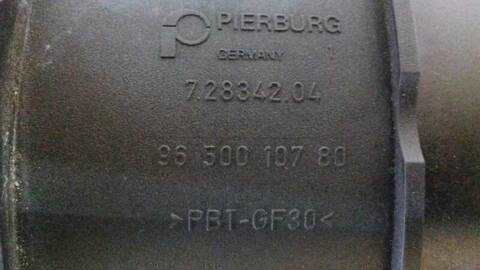 PIERBURG
GERMANY
7.28342.04
96 500 107 80
>PBT-GF30<